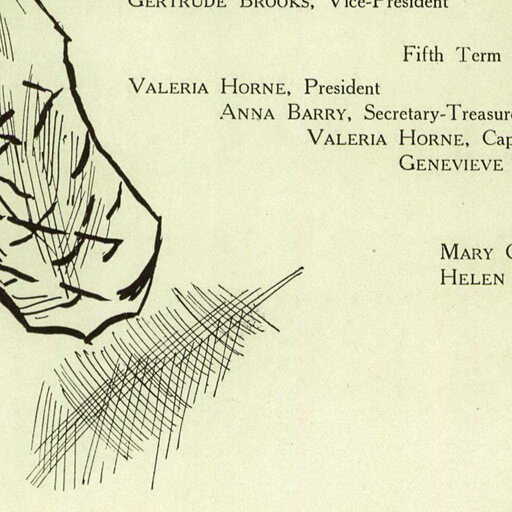 GERTRUDE BROOKS, Vice-President
Fifth Term
VALERIA HORNE, President
ANNA BARRY, Secretary-Treasure
VALERIA HORNE, Cap
GENEVIEVE
MARY
HELEN